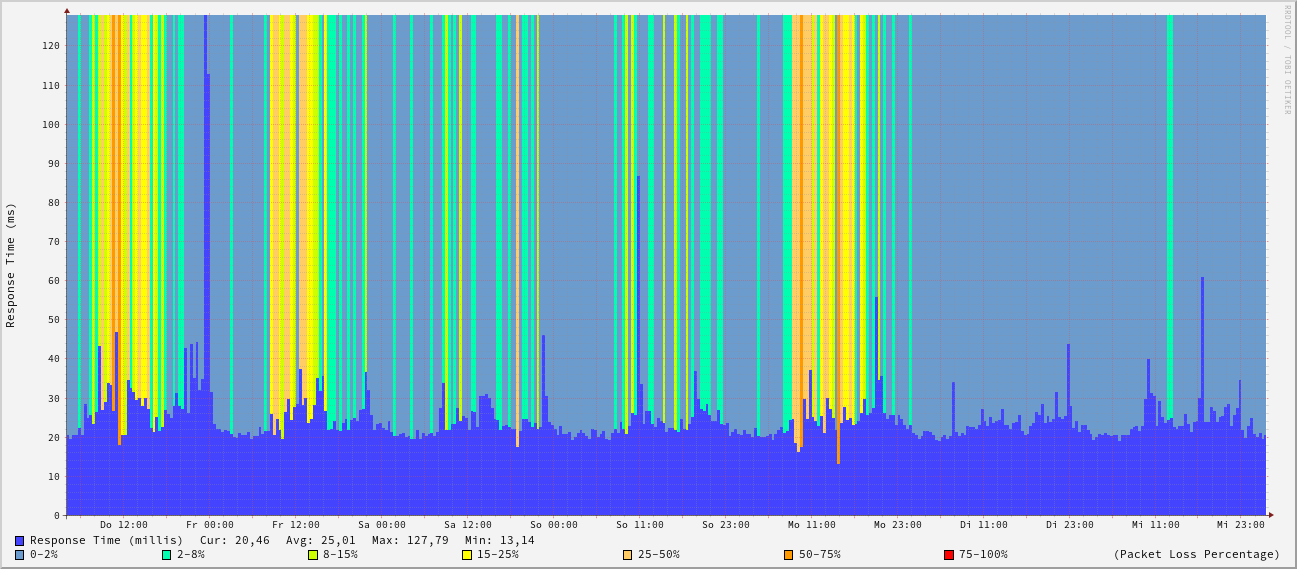 RRDTOOL / TOBI OETIKER
Response Time (ms)
120
110
100
90
80
70
60
50
40
30
20
10
0
Do 12:00 Fr 00:00 Fr 12:00 Sa 00:00 Sa 12:00 So 00:00 So 11:00 So 23:00 Mo 11:00 Mo 23:00 Di 11:00 Di 23:00 Mi 11:00 Mi 23:00
Response Time (millis) Cur: 20,46 Avg: 25,01 Max: 127,79 Min: 13,14
0-2% 2-8% 8-15% 15-25% 25-50% 50-75% 75-100% (Packet Loss Percentage)